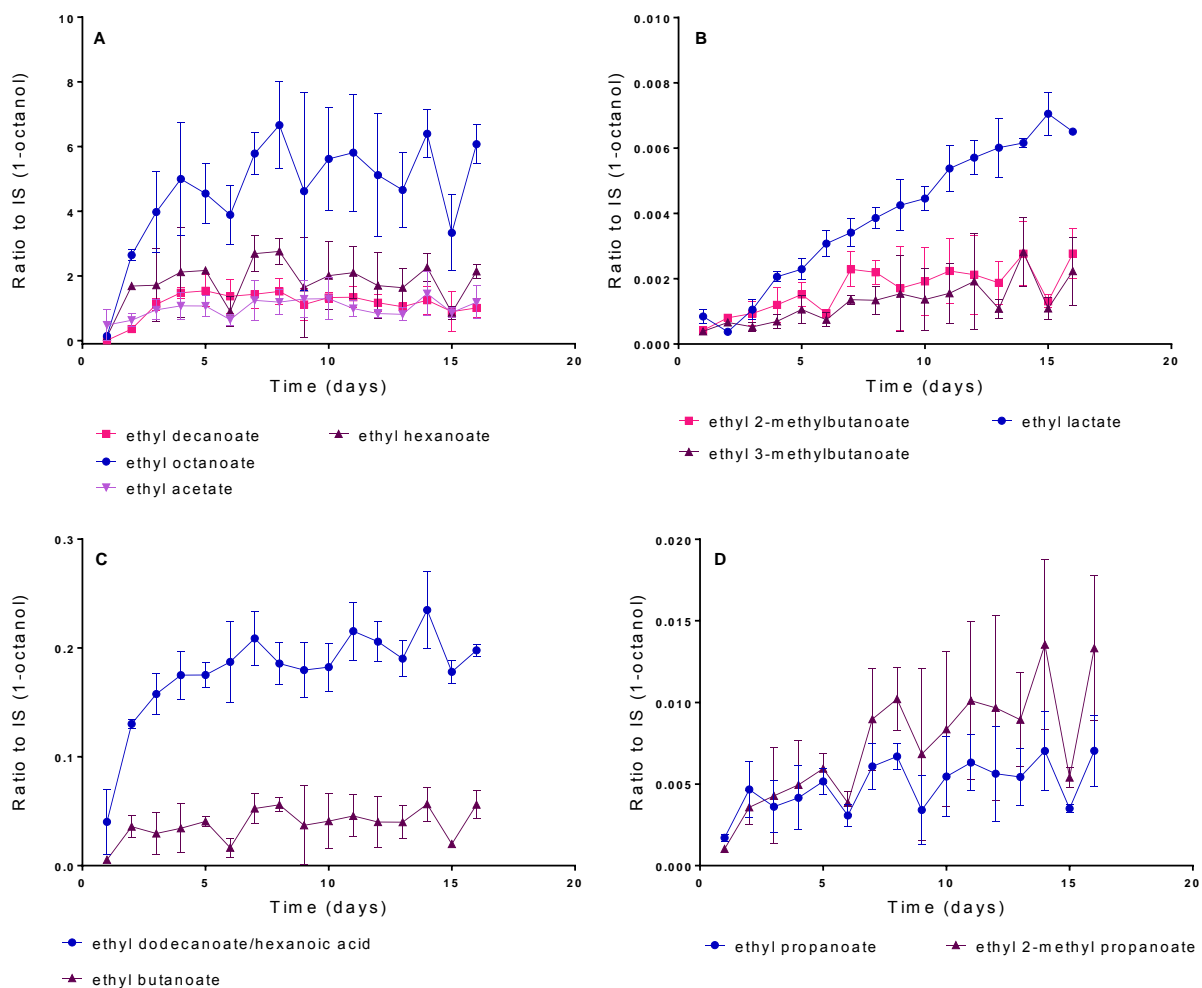 A
Ratio to IS (1-octanol)
10
8
6
4
2
0
0 5 10 15 20
Time (days)
ethyl decanoate
ethyl hexanoate
ethyl octanoate
ethyl acetate
B
Ratio to IS (1-octanol)
0.010
0.008
0.006
0.004
0.002
0.000
0 5 10 15 20
Time (days)
ethyl 2-methylbutanoate
ethyl lactate
ethyl 3-methylbutanoate
C
Ratio to IS (1-octanol)
0.3
0.2
0.1
0.0
0 5 10 15 20
Time (days)
ethyl dodecanoate/hexanoic acid
ethyl butanoate
D
Ratio to IS (1-octanol)
0.020
0.015
0.010
0.005
0.000
0 5 10 15 20
Time (days)
ethyl propanoate
ethyl 2-methyl propanoate